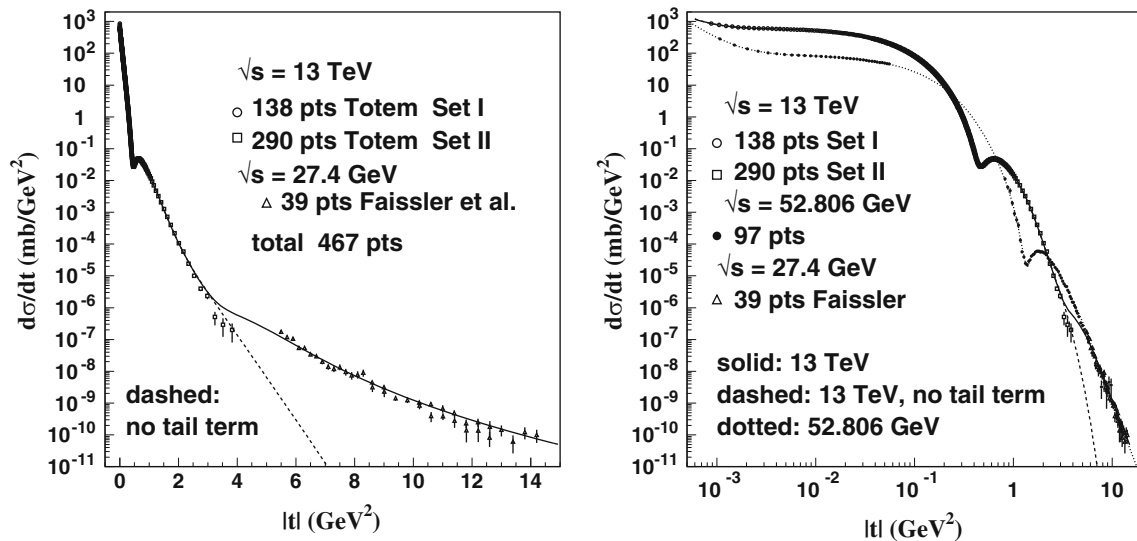 10³
10²
10
1
10⁻¹
10⁻²
10⁻³
10⁻⁴
10⁻⁵
10⁻⁶
10⁻⁷
10⁻⁸
10⁻⁹
10⁻¹⁰
10⁻¹¹
dσ/dt (mb/GeV²)
√s = 13 TeV
138 pts Totem Set I
290 pts Totem Set II
√s = 27.4 GeV
39 pts Faissler et al.
total 467 pts
dashed:
no tail term
0 2 4 6 8 10 12 14
|t| (GeV²)
10³
10²
10
1
10⁻¹
10⁻²
10⁻³
10⁻⁴
10⁻⁵
10⁻⁶
10⁻⁷
10⁻⁸
10⁻⁹
10⁻¹⁰
10⁻¹¹
dσ/dt (mb/GeV²)
√s = 13 TeV
138 pts Set I
290 pts Set II
√s = 52.806 GeV
97 pts
√s = 27.4 GeV
39 pts Faissler
solid: 13 TeV
dashed: 13 TeV, no tail term
dotted: 52.806 GeV
10⁻³ 10⁻² 10⁻¹ 1 10
|t| (GeV²)